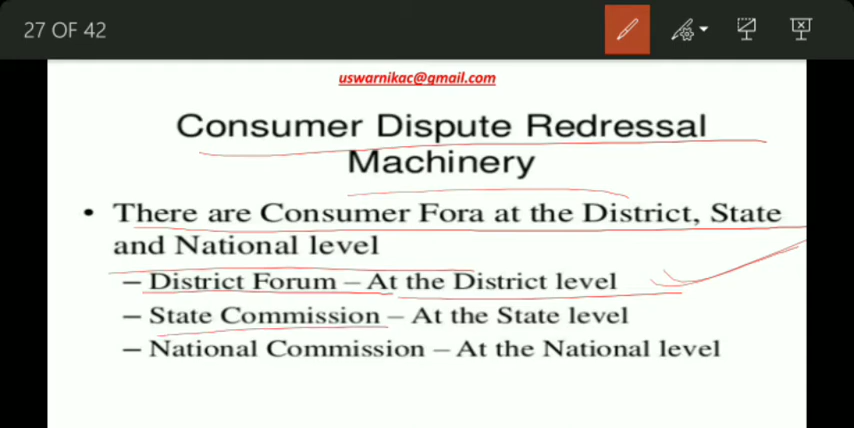 27 OF 42
uswarnikac@gmail.com
Consumer Dispute Redressal
Machinery
• There are Consumer Fora at the District, State
and National level
– District Forum – At the District level
– State Commission – At the State level
– National Commission – At the National level